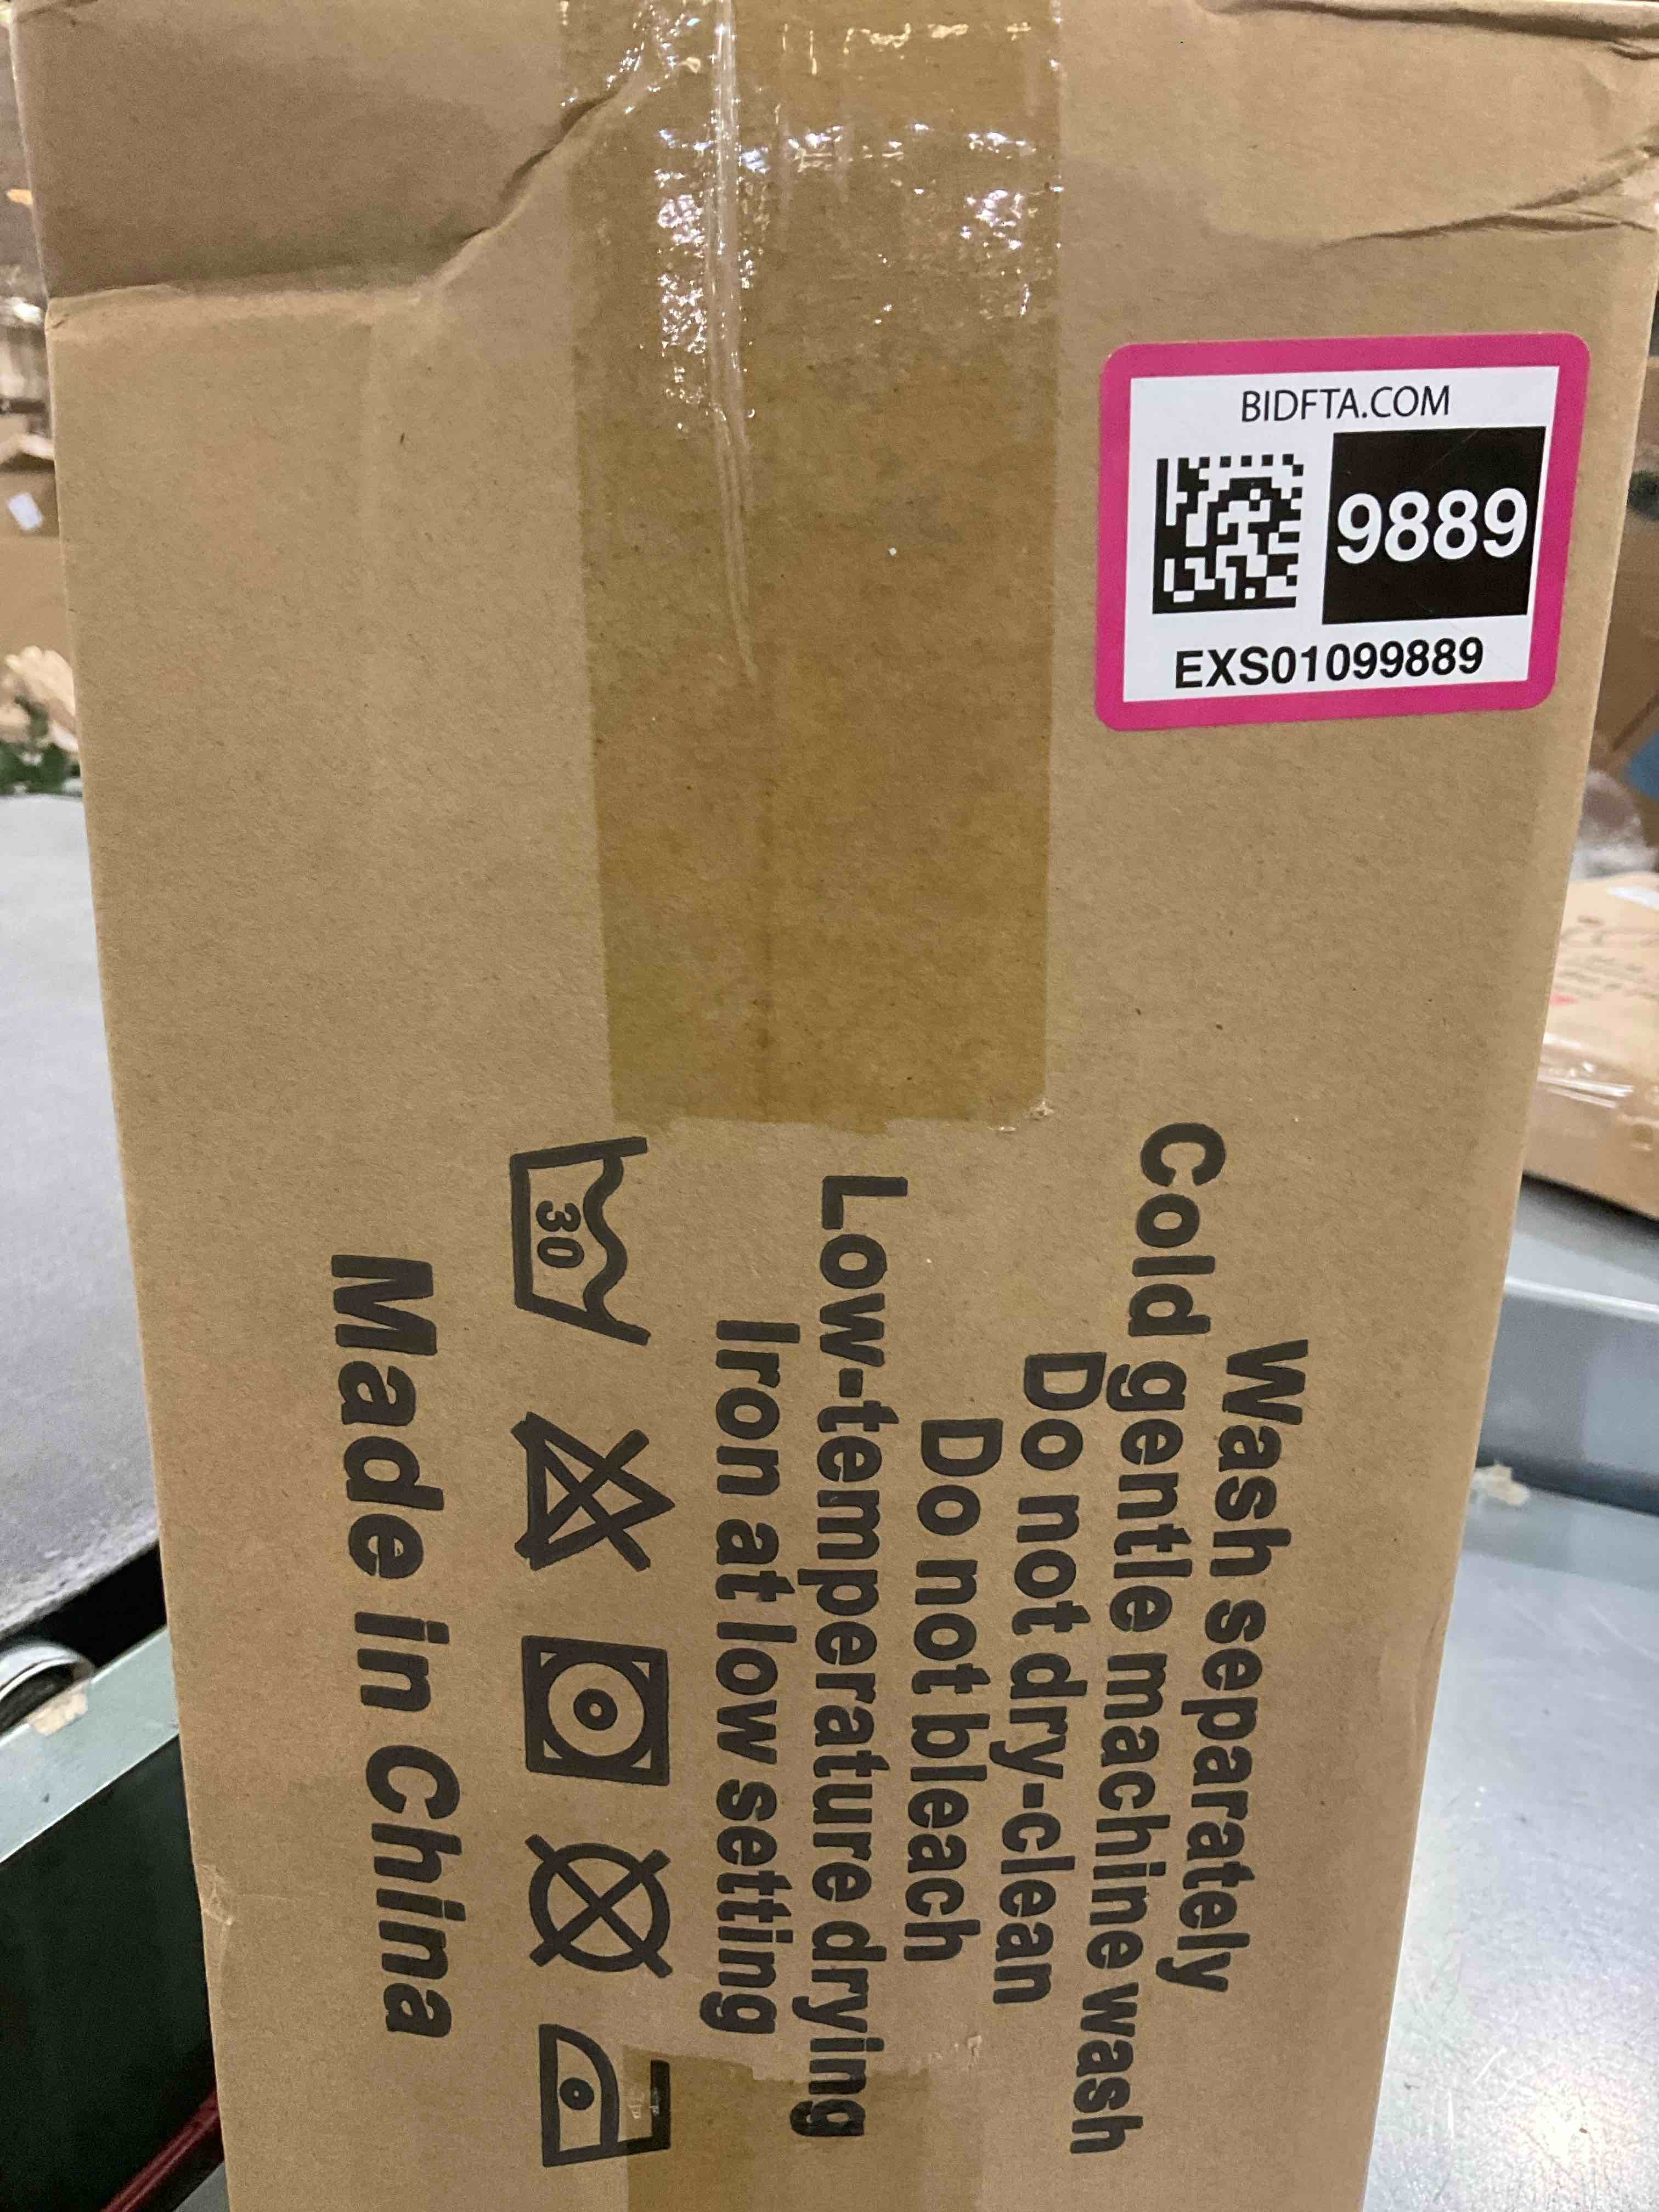 BIDFTA.COM
9889
EXS01099889
Wash separately
Cold gentle machine wash
Do not dry-clean
Do not bleach
Low-temperature drying
Iron at low setting
30
Made in China